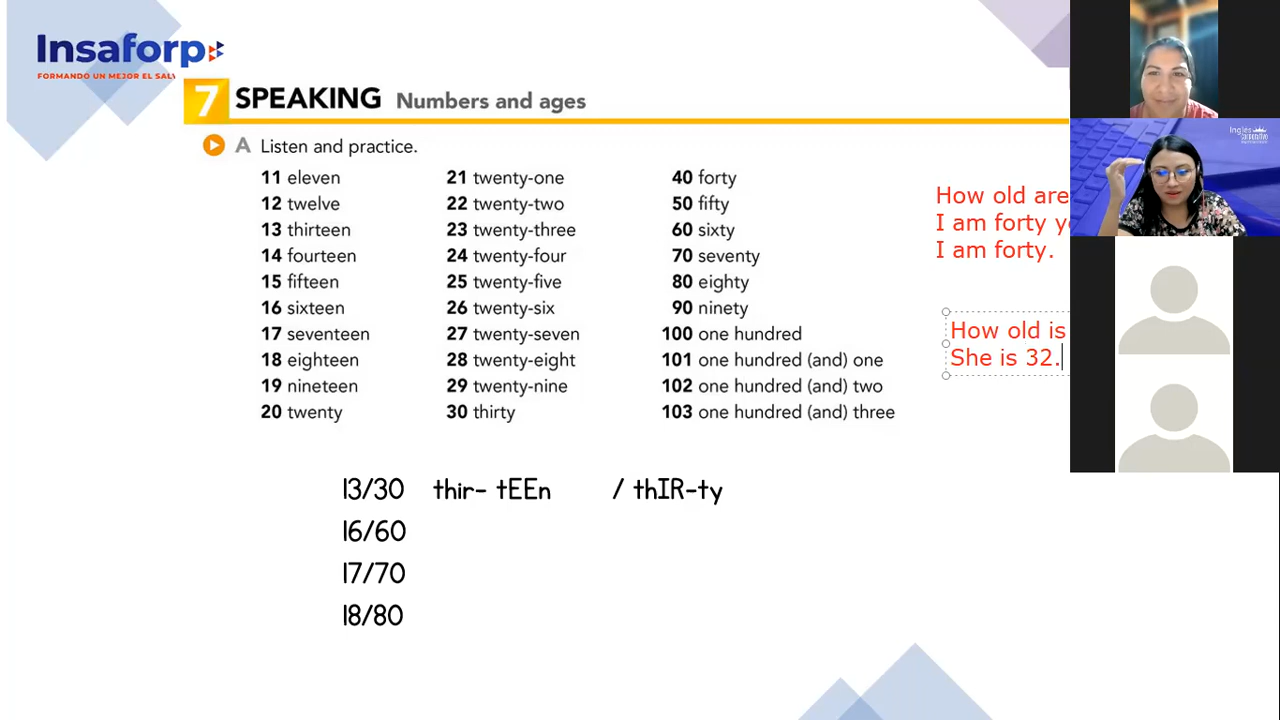 Insaforp
FORMANDO UN MEJOR EL SALV
7 SPEAKING Numbers and ages
A Listen and practice.
11 eleven
12 twelve
13 thirteen
14 fourteen
15 fifteen
16 sixteen
17 seventeen
18 eighteen
19 nineteen
20 twenty
21 twenty-one
22 twenty-two
23 twenty-three
24 twenty-four
25 twenty-five
26 twenty-six
27 twenty-seven
28 twenty-eight
29 twenty-nine
30 thirty
40 forty
50 fifty
60 sixty
70 seventy
80 eighty
90 ninety
100 one hundred
101 one hundred (and) one
102 one hundred (and) two
103 one hundred (and) three
How old are
I am forty
I am forty.
How old is
She is 32.
13/30 thir- tEEn / thIR-ty
16/60
17/70
18/80
Ingles